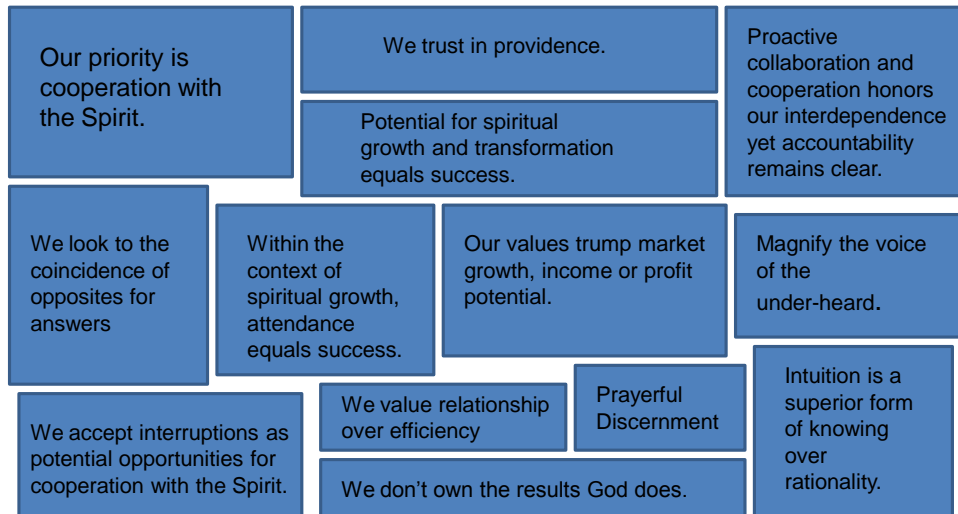 Our priority is
cooperation with
the Spirit.
We trust in providence.
Proactive
collaboration and
cooperation honors
our interdependence
yet accountability
remains clear.
Potential for spiritual
growth and transformation
equals success.
We look to the
coincidence of
opposites for
answers
Within the
context of
spiritual growth,
attendance
equals success.
Our values trump market
growth, income or profit
potential.
Magnify the voice
of the
under-heard.
We accept interruptions as
potential opportunities for
cooperation with the Spirit.
We value relationship
over efficiency
Prayerful
Discernment
Intuition is a
superior form
of knowing
over
rationality.
We don’t own the results God does.